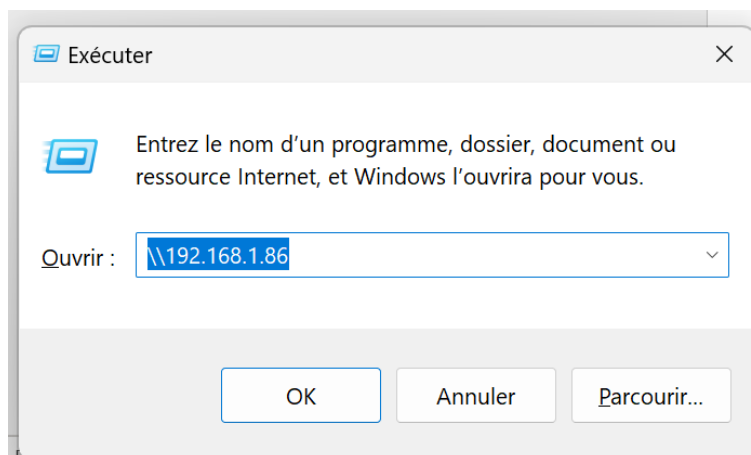 Exécuter
Entrez le nom d’un programme, dossier, document ou
ressource Internet, et Windows l’ouvrira pour vous.
Ouvrir : \\192.168.1.86
OK Annuler Parcourir...